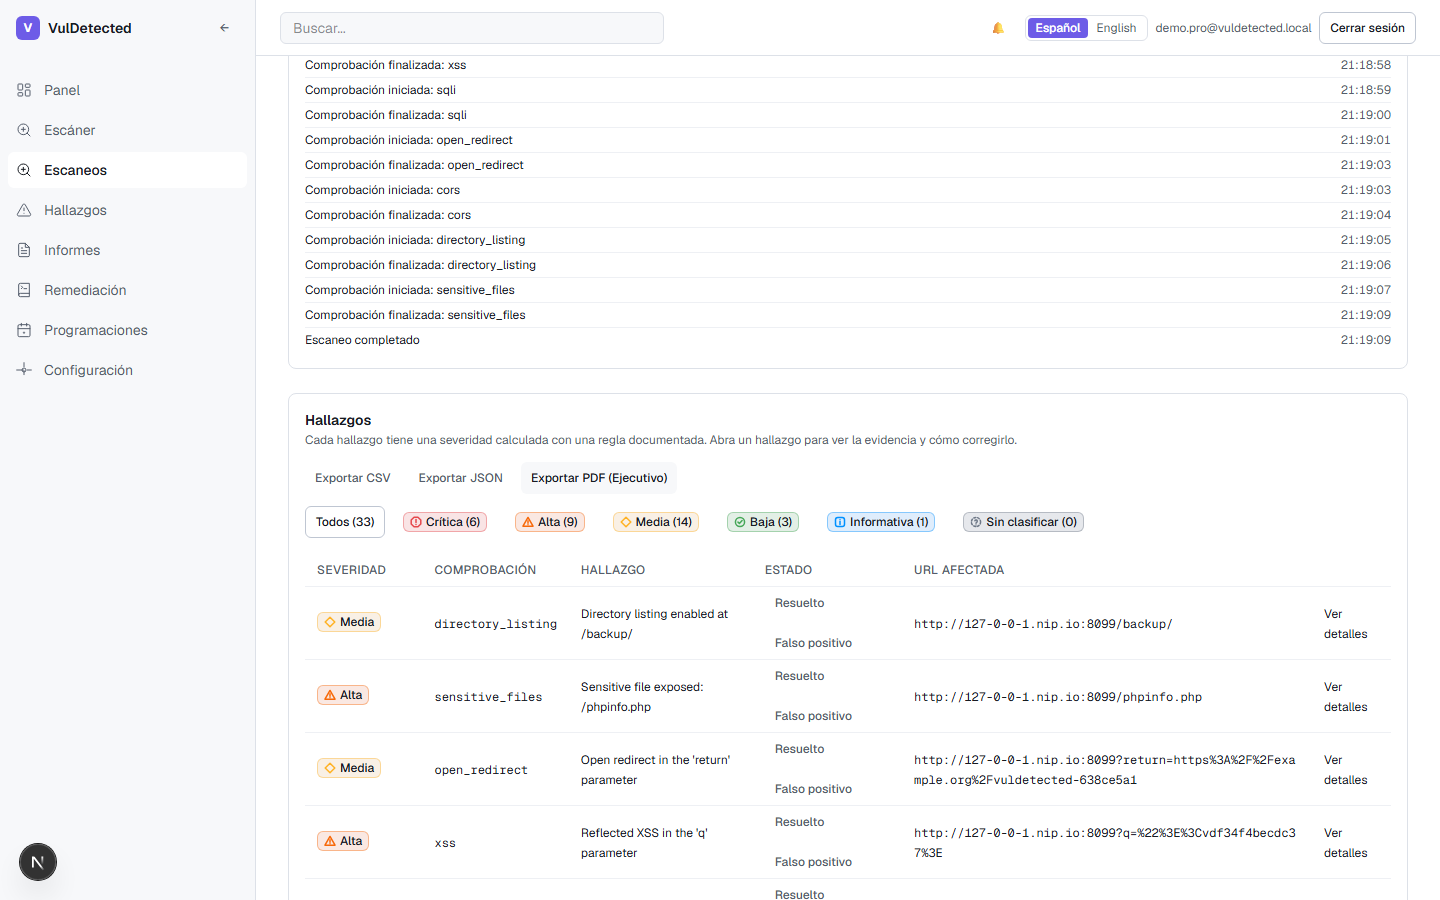 V VulDetected
Buscar...
Español English demo.pro@vuldetected.local Cerrar sesión
Panel
Escáner
Escaneos
Hallazgos
Informes
Remediación
Programaciones
Configuración
N
Comprobación finalizada: xss 21:18:58
Comprobación iniciada: sqli 21:18:59
Comprobación finalizada: sqli 21:19:00
Comprobación iniciada: open_redirect 21:19:01
Comprobación finalizada: open_redirect 21:19:03
Comprobación iniciada: cors 21:19:03
Comprobación finalizada: cors 21:19:04
Comprobación iniciada: directory_listing 21:19:05
Comprobación finalizada: directory_listing 21:19:06
Comprobación iniciada: sensitive_files 21:19:07
Comprobación finalizada: sensitive_files 21:19:09
Escaneo completado 21:19:09
Hallazgos
Cada hallazgo tiene una severidad calculada con una regla documentada. Abra un hallazgo para ver la evidencia y cómo corregirlo.
Exportar CSV Exportar JSON Exportar PDF (Ejecutivo)
Todos (33) Crítica (6) Alta (9) Media (14) Baja (3) Informativa (1) Sin clasificar (0)
SEVERIDAD COMPROBACIÓN HALLAZGO ESTADO URL AFECTADA
Media
directory_listing
Directory listing enabled at
/backup/
Resuelto
Falso positivo
http://127-0-0-1.nip.io:8099/backup/
Ver
detalles
Alta
sensitive_files
Sensitive file exposed:
/phpinfo.php
Resuelto
Falso positivo
http://127-0-0-1.nip.io:8099/phpinfo.php
Ver
detalles
Media
open_redirect
Open redirect in the 'return'
parameter
Resuelto
Falso positivo
http://127-0-0-1.nip.io:8099?return=https%3A%2F%2Fexa
mple.org%2Fvuldetected-638ce5a1
Ver
detalles
Alta
xss
Reflected XSS in the 'q'
parameter
Resuelto
Falso positivo
http://127-0-0-1.nip.io:8099?q=%22%3E%3Cvdf34f4becdc3
7%3E
Ver
detalles
Resuelto